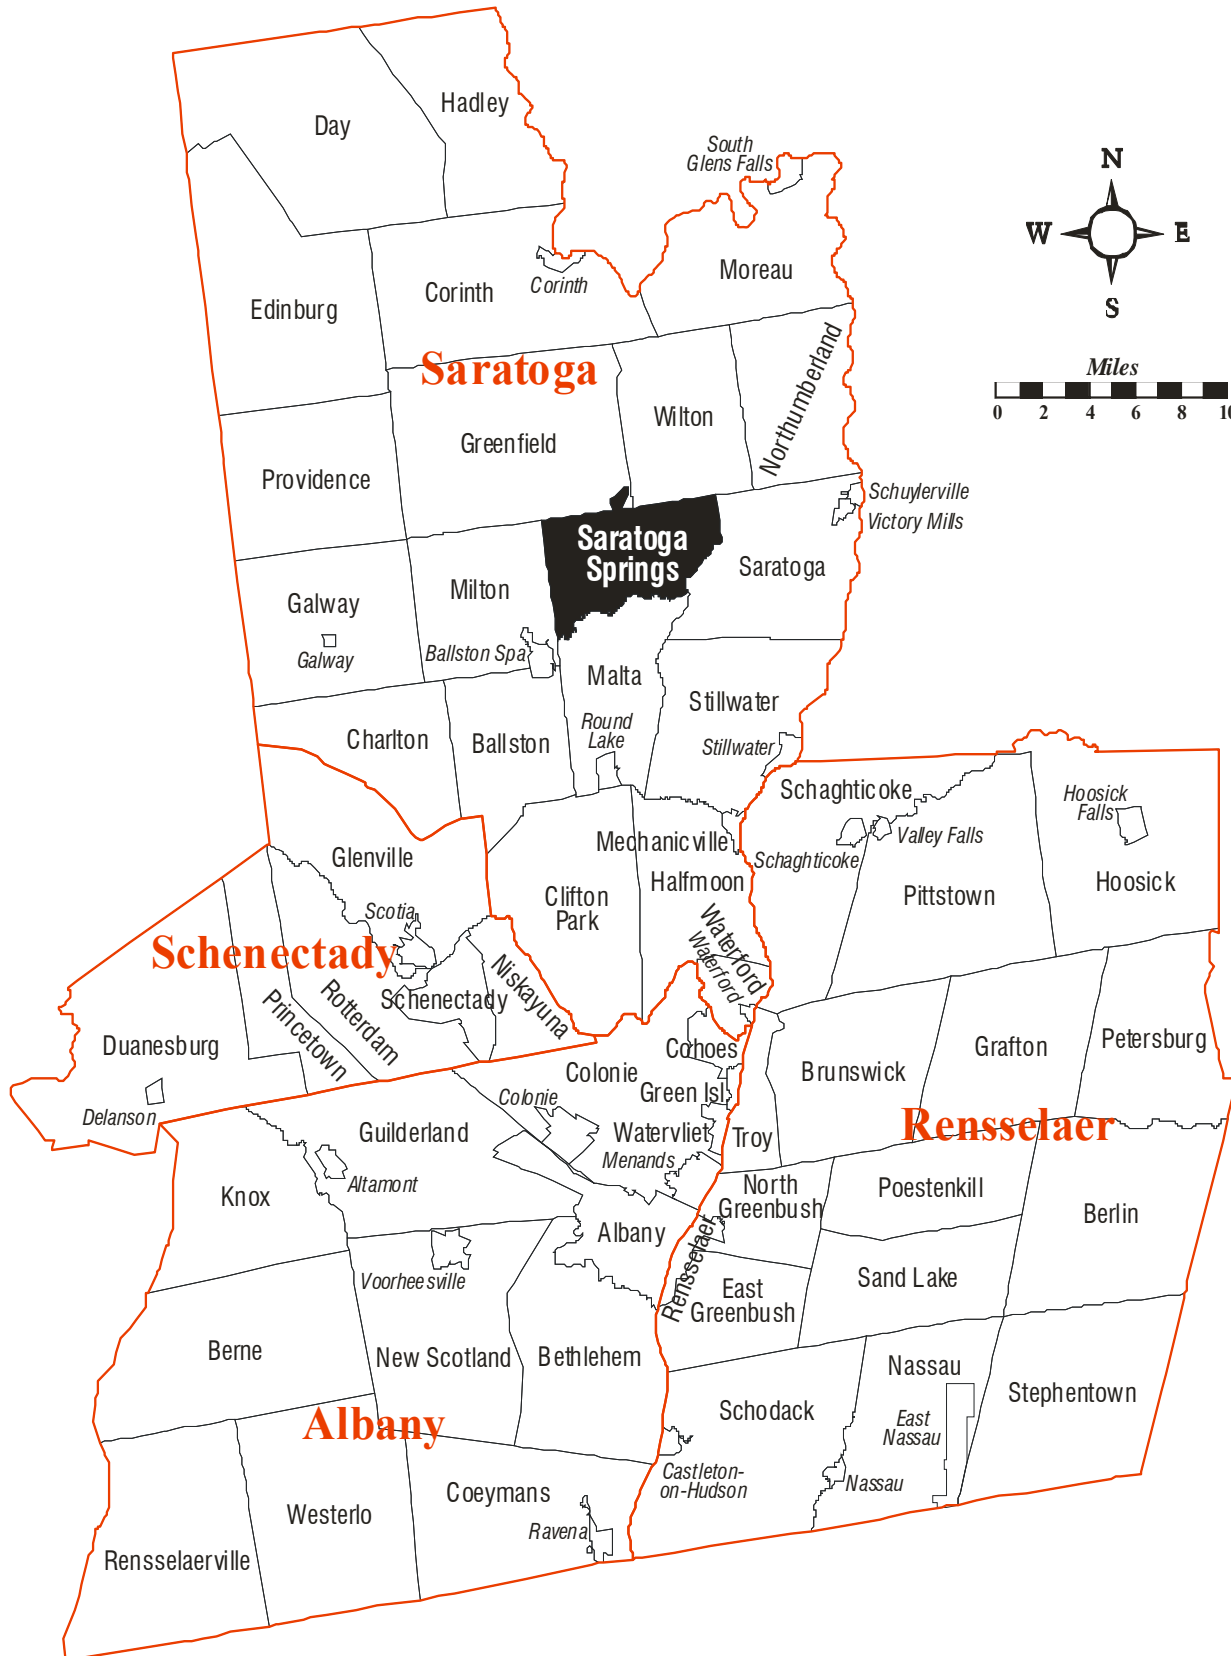 Hadley
Day
South
Glens Falls
N
W
E
S
Moreau
Corinth
Corinth
Edinburg
Northumberland
Saratoga
Miles
0 2 4 6 8 10
Wilton
Greenfield
Providence
Schuylerville
Victory Mills
Saratoga
Springs
Saratoga
Milton
Galway
Galway
Ballston Spa
Malta
Stillwater
Round
Lake
Stillwater
Charlton
Ballston
Schaghticoke
Hoosick
Falls
Mechanicville
Valley Falls
Schaghticoke
Glenville
Halfmoon
Hoosick
Pittstown
Clifton
Park
Scotia
Waterford
Waterford
Schenectady
Schenectady
Niskayuna
Rotterdam
Princetown
Duanesburg
Delanson
Cohoes
Colonie
Green Isl.
Colonie
Brunswick
Grafton
Petersburg
Rensselaer
Guilderland
Watervliet
Troy
Menands
Altamont
Knox
North
Greenbush
Poestenkill
Berlin
Albany
Rensselaer
Voorheesville
Sand Lake
East
Greenbush
Berne
New Scotland
Bethlehem
Nassau
Stephentown
Albany
Schodack
East
Nassau
Castleton-
on-Hudson
Nassau
Coeymans
Westerlo
Ravena
Rensselaerville